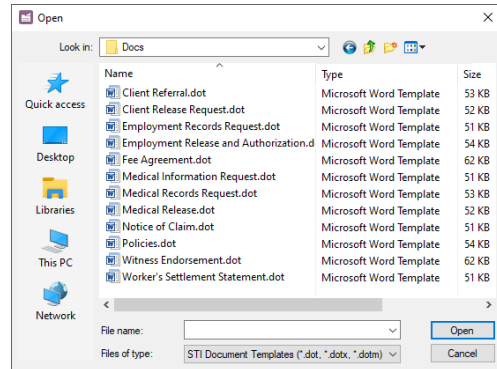 Open
Look in: Docs
Name Type Size
Client Referral.dot Microsoft Word Template 53 KB
Client Release Request.dot Microsoft Word Template 52 KB
Employment Records Request.dot Microsoft Word Template 51 KB
Employment Release and Authorization.d Microsoft Word Template 54 KB
Fee Agreement.dot Microsoft Word Template 62 KB
Medical Information Request.dot Microsoft Word Template 51 KB
Medical Records Request.dot Microsoft Word Template 53 KB
Medical Release.dot Microsoft Word Template 52 KB
Notice of Claim.dot Microsoft Word Template 51 KB
Policies.dot Microsoft Word Template 54 KB
Witness Endorsement.dot Microsoft Word Template 62 KB
Worker's Settlement Statement.dot Microsoft Word Template 51 KB
Quick access
Desktop
Libraries
This PC
Network
File name: Open
Files of type: STI Document Templates (*.dot, *.dotx, *.dotm) Cancel